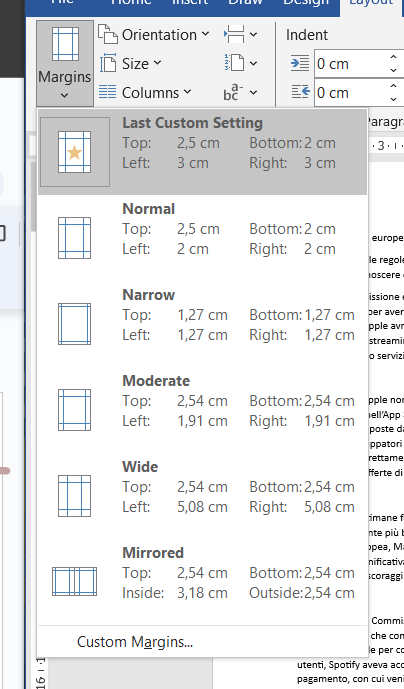 File Home Insert Draw Design Layout
Margins
Orientation
Size
Columns
Indent
0 cm
0 cm
Paragra
3
Last Custom Setting
Top: 2,5 cm Bottom: 2 cm
Left: 3 cm Right: 3 cm
Normal
Top: 2,5 cm Bottom: 2 cm
Left: 2 cm Right: 2 cm
Narrow
Top: 1,27 cm Bottom: 1,27 cm
Left: 1,27 cm Right: 1,27 cm
Moderate
Top: 2,54 cm Bottom: 2,54 cm
Left: 1,91 cm Right: 1,91 cm
Wide
Top: 2,54 cm Bottom: 2,54 cm
Left: 5,08 cm Right: 5,08 cm
Mirrored
Top: 2,54 cm Bottom: 2,54 cm
Inside: 3,18 cm Outside: 2,54 cm
Custom Margins...
europe
le regole
noscere
issione e
per aver
pple avr
streamin
o servizi
pple nor
nell'App
poste da
ppatori
rettame
fferte di
timane f
nte più b
opea, Ma
nificativa
scoraggi
Commis
che con
le per co
utenti, Spotify aveva acc
pagamento, con cui veni
16